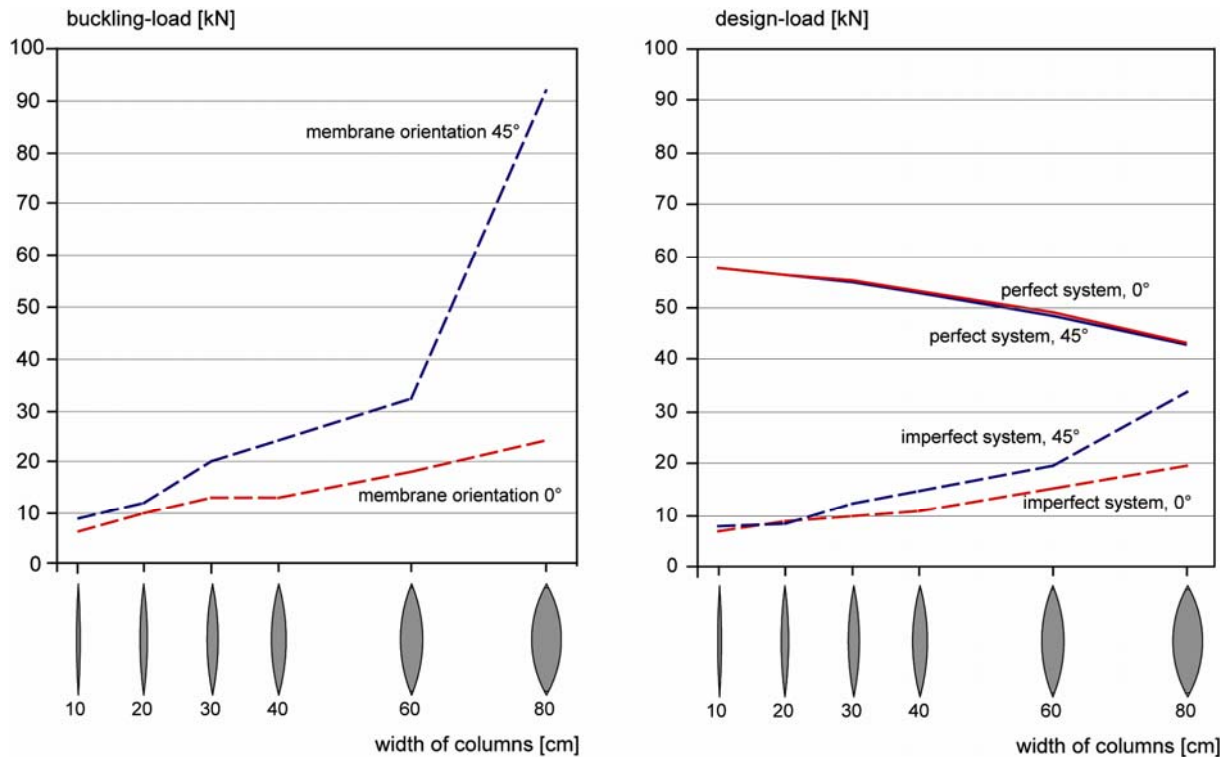 buckling-load [kN]
100
90
80
70
60
50
40
30
20
10
0
membrane orientation 45°
membrane orientation 0°
10 20 30 40 60 80
width of columns [cm]
design-load [kN]
100
90
80
70
60
50
40
30
20
10
0
perfect system, 0°
perfect system, 45°
imperfect system, 45°
imperfect system, 0°
10 20 30 40 60 80
width of columns [cm]